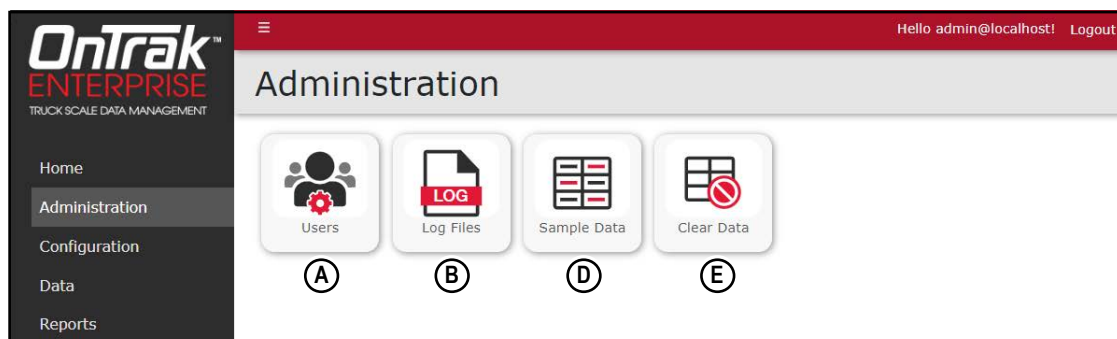 OnTrak™
ENTERPRISE
TRUCK SCALE DATA MANAGEMENT
☰ Hello admin@localhost! Logout
Administration
Home
Administration
Configuration
Data
Reports
LOG
Users Log Files Sample Data Clear Data
A B D E